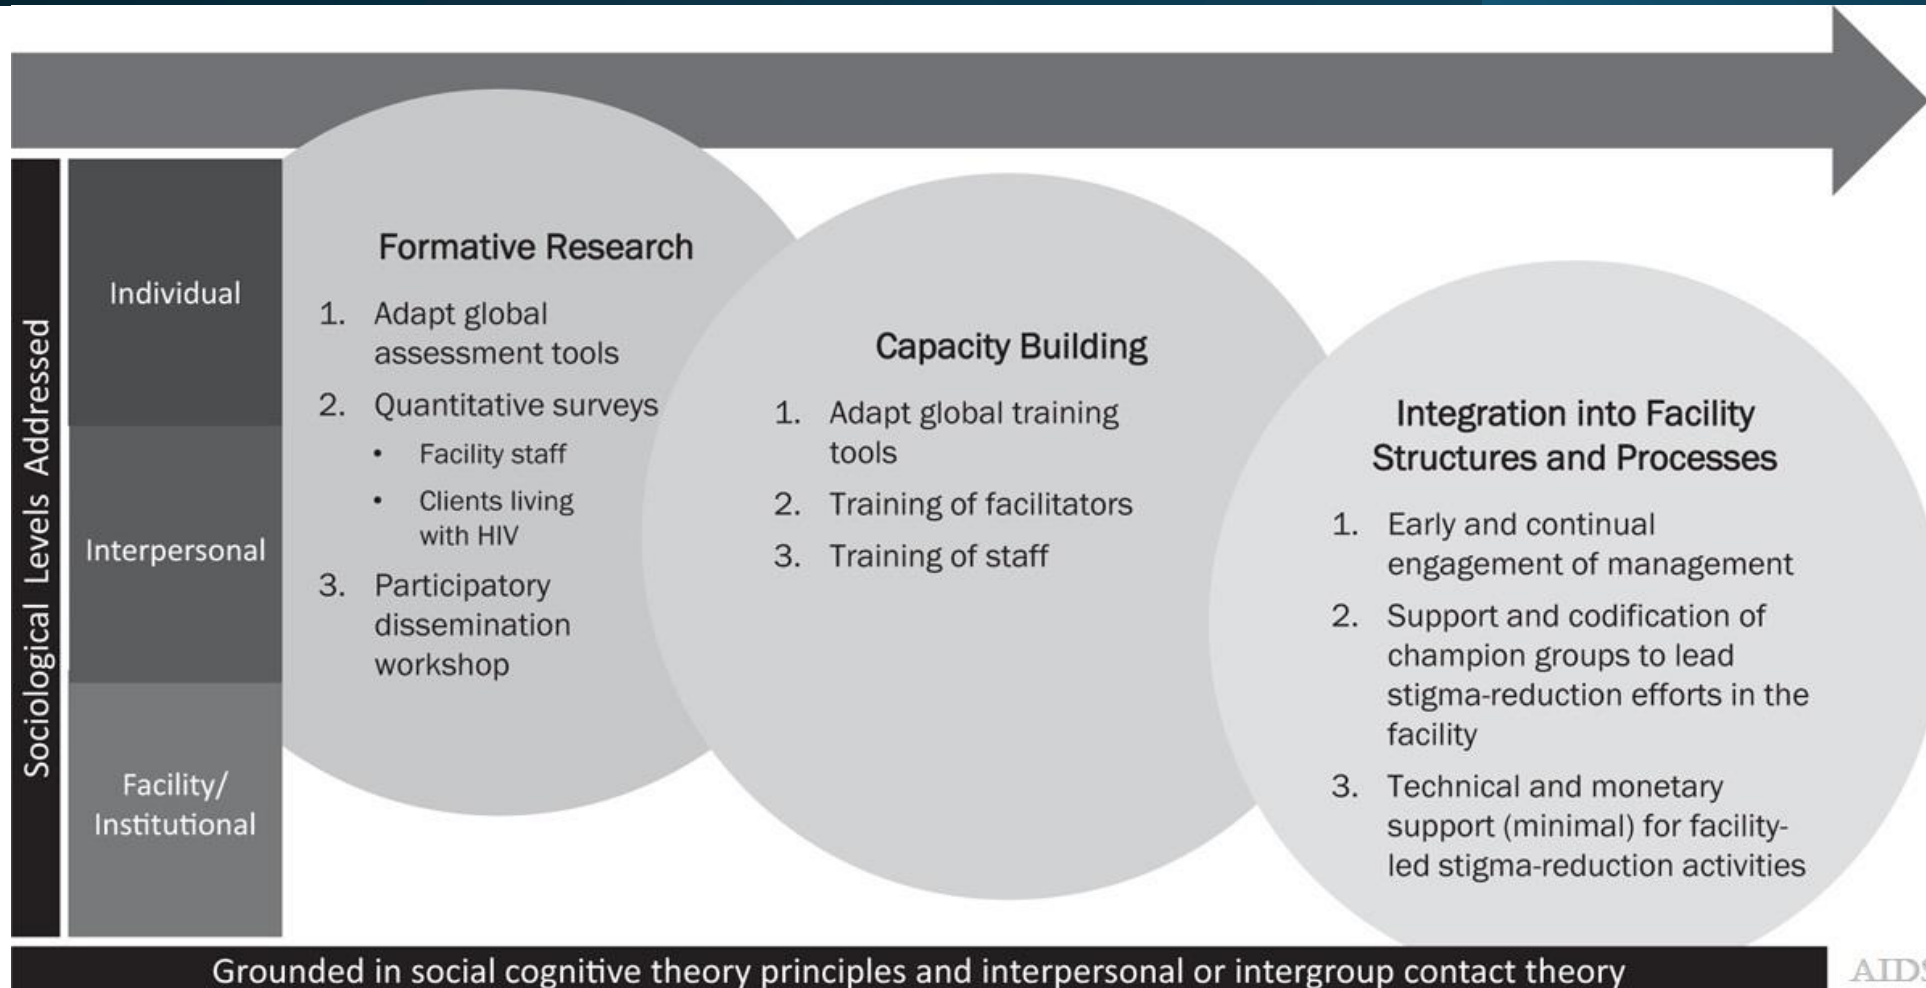 Sociological Levels Addressed
Individual
Interpersonal
Facility/
Institutional
Formative Research
1. Adapt global
assessment tools
2. Quantitative surveys
• Facility staff
• Clients living
with HIV
3. Participatory
dissemination
workshop
Capacity Building
1. Adapt global training
tools
2. Training of facilitators
3. Training of staff
Integration into Facility
Structures and Processes
1. Early and continual
engagement of management
2. Support and codification of
champion groups to lead
stigma-reduction efforts in the
facility
3. Technical and monetary
support (minimal) for facility-
led stigma-reduction activities
Grounded in social cognitive theory principles and interpersonal or intergroup contact theory
AIDS